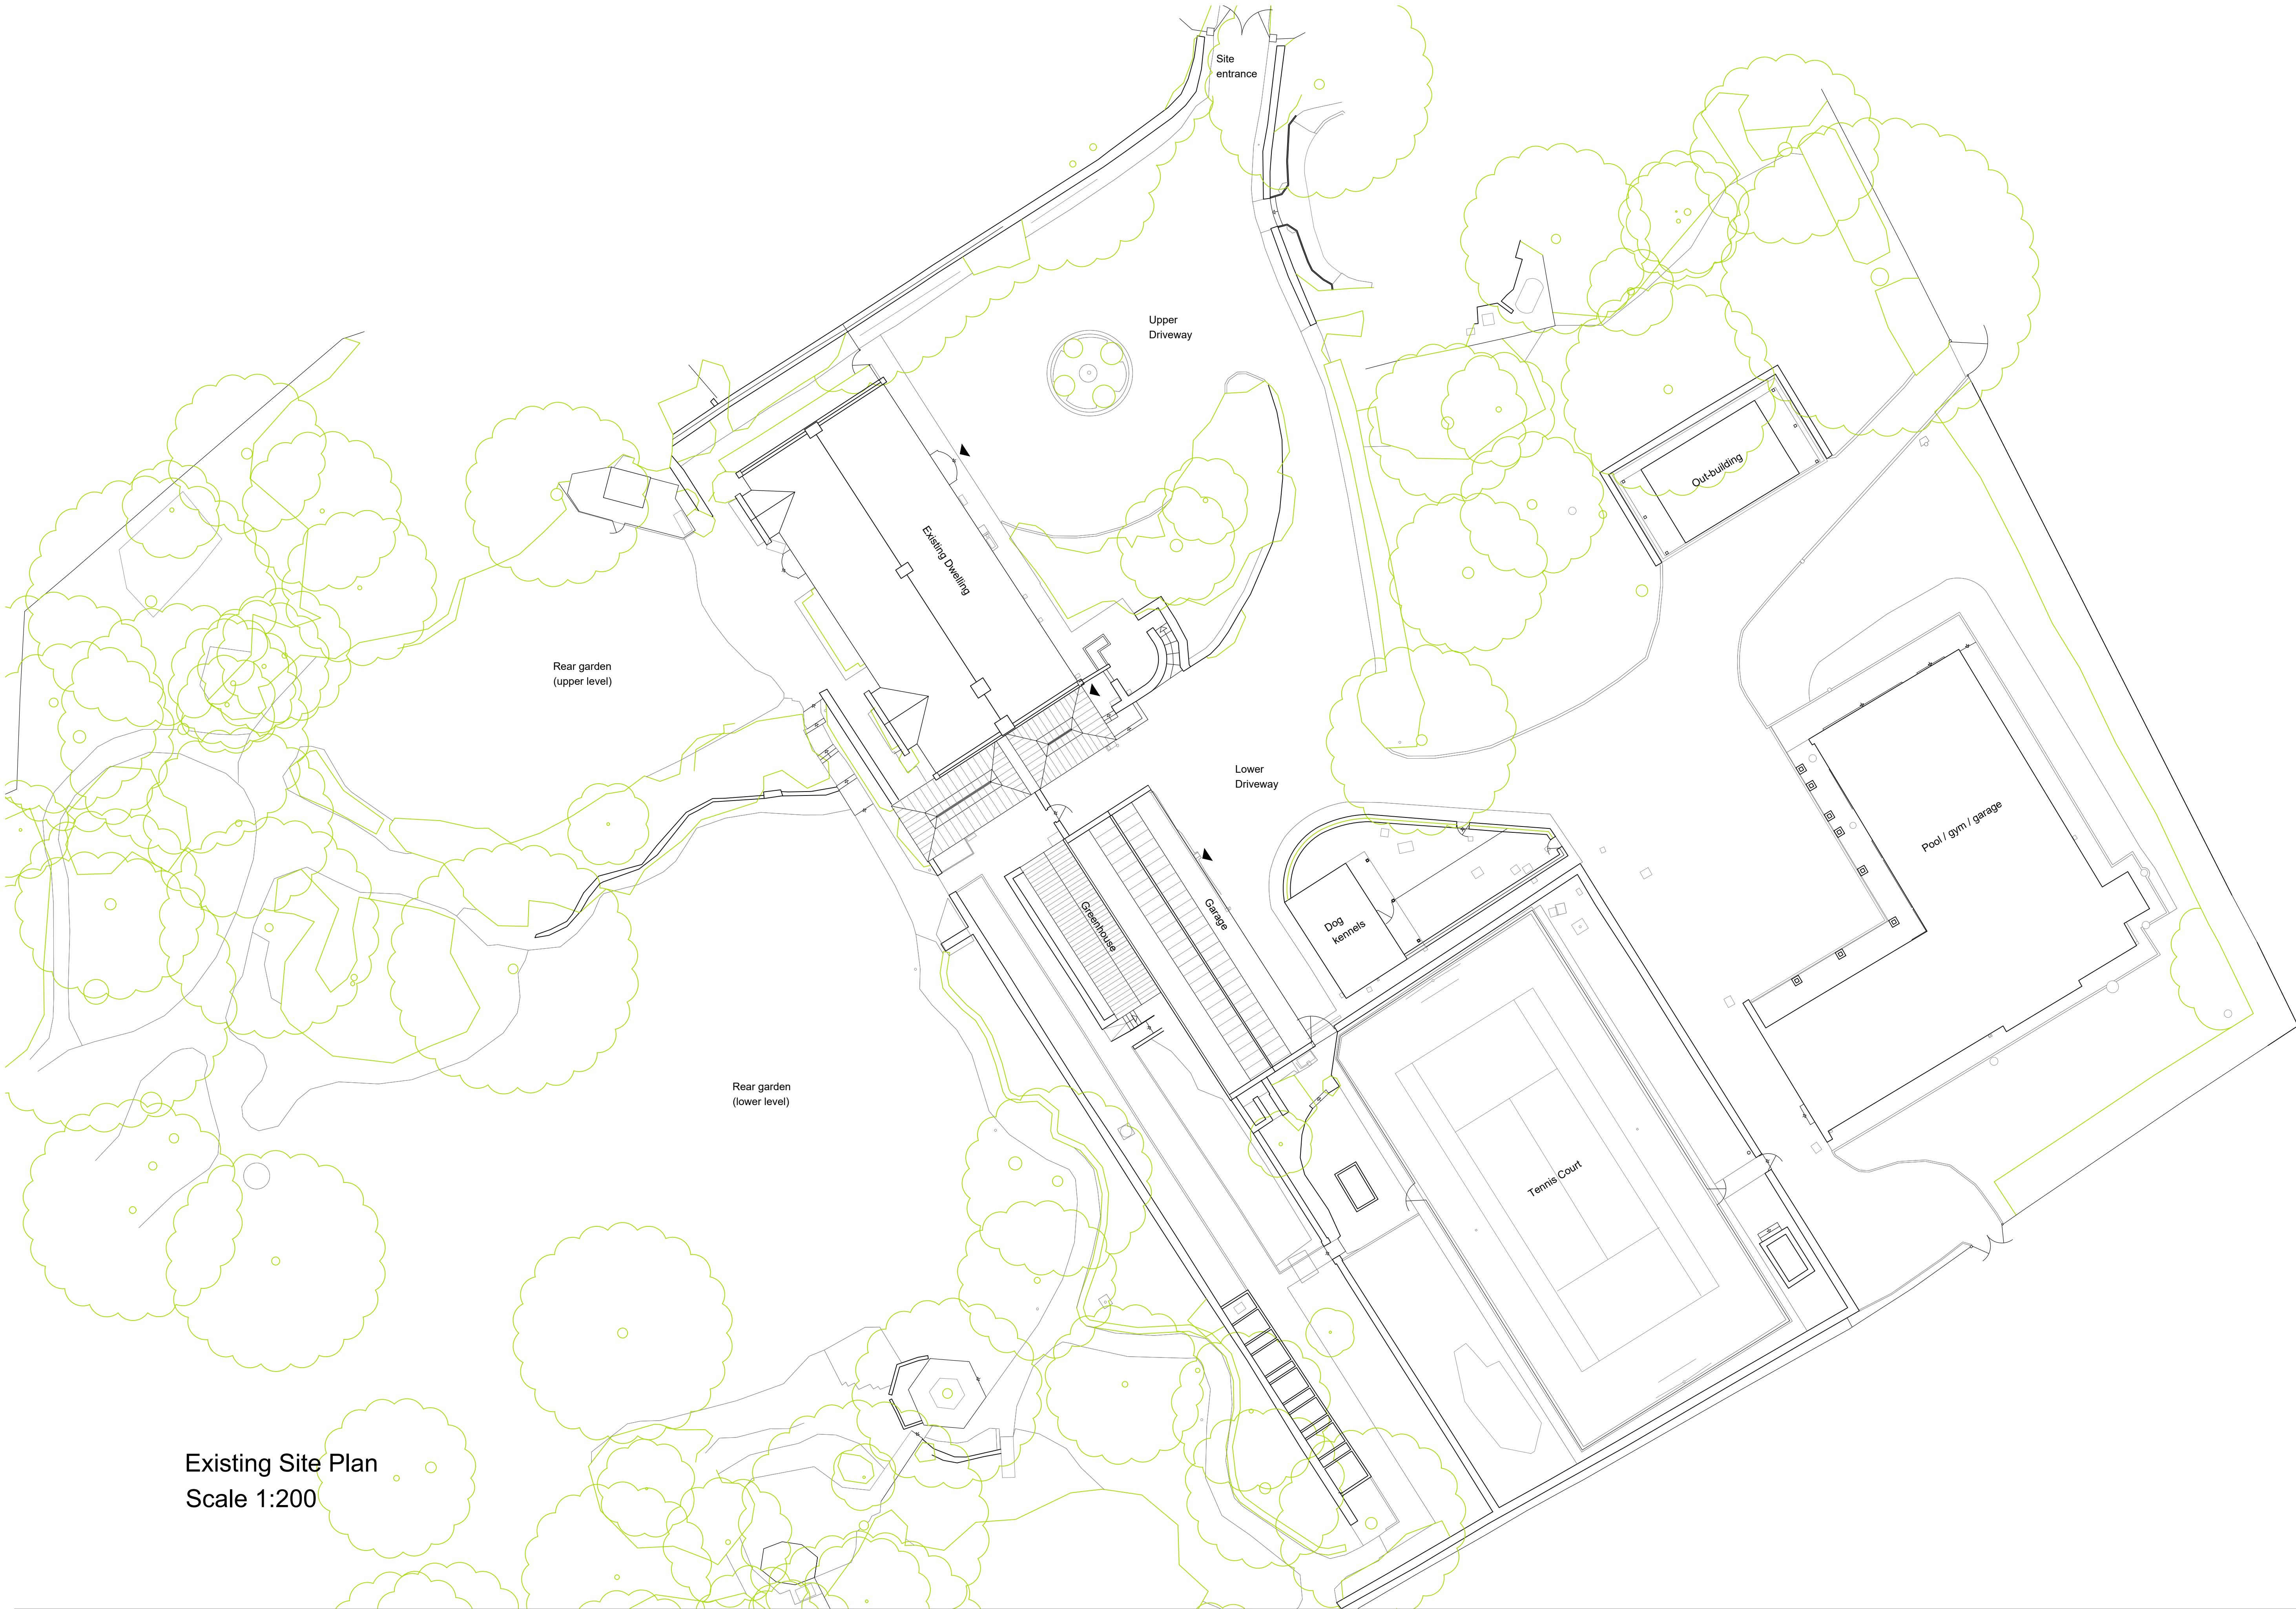 Site
entrance
Upper
Driveway
Out-building
Existing Dwelling
Rear garden
(upper level)
Lower
Driveway
Pool / gym / garage
Greenhouse
Garage
Dog
kennels
Rear garden
(lower level)
Tennis Court
Existing Site Plan
Scale 1:200